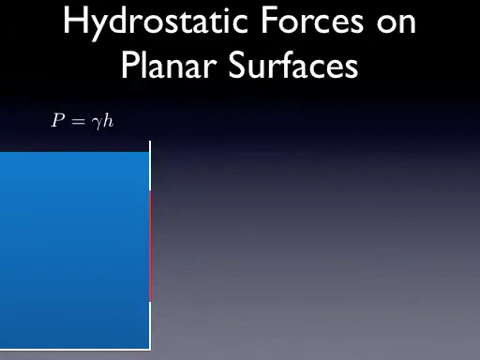 Hydrostatic Forces on
Planar Surfaces
P = γh